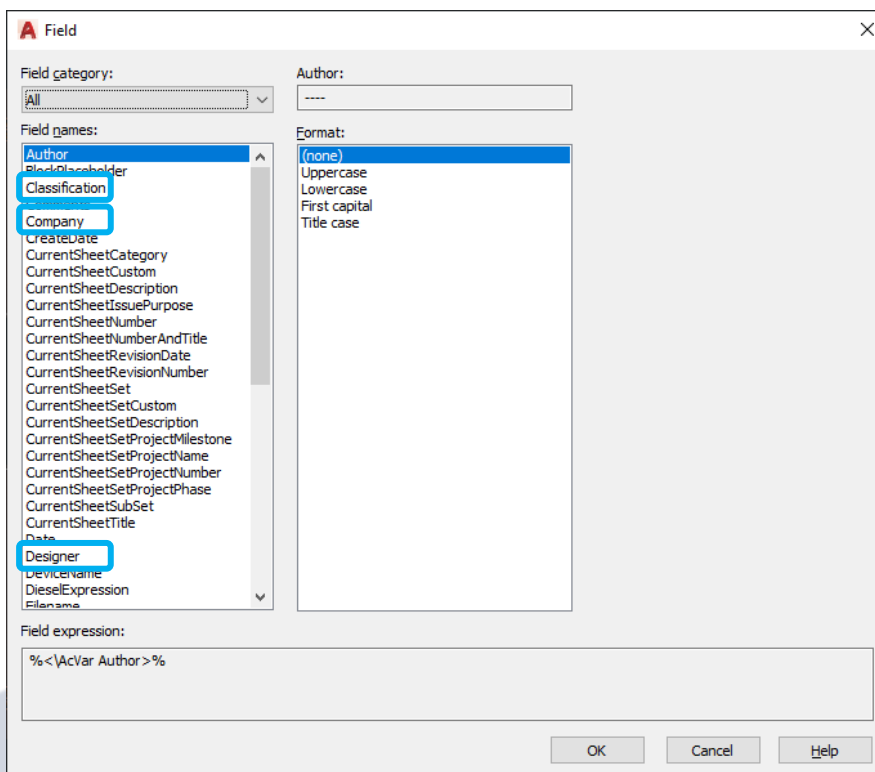 Field
Field category:
All
Field names:
Author
BlockPlaceholder
Classification
Company
CreateDate
CurrentSheetCategory
CurrentSheetCustom
CurrentSheetDescription
CurrentSheetIssuePurpose
CurrentSheetNumber
CurrentSheetNumberAndTitle
CurrentSheetRevisionDate
CurrentSheetRevisionNumber
CurrentSheetSet
CurrentSheetSetCustom
CurrentSheetSetDescription
CurrentSheetSetProjectMilestone
CurrentSheetSetProjectName
CurrentSheetSetProjectNumber
CurrentSheetSetProjectPhase
CurrentSheetSubSet
CurrentSheetTitle
Date
Designer
DeviceName
DieselExpression
Filename
Author:
----
Format:
(none)
Uppercase
Lowercase
First capital
Title case
Field expression:
%<\AcVar Author>%
OK Cancel Help